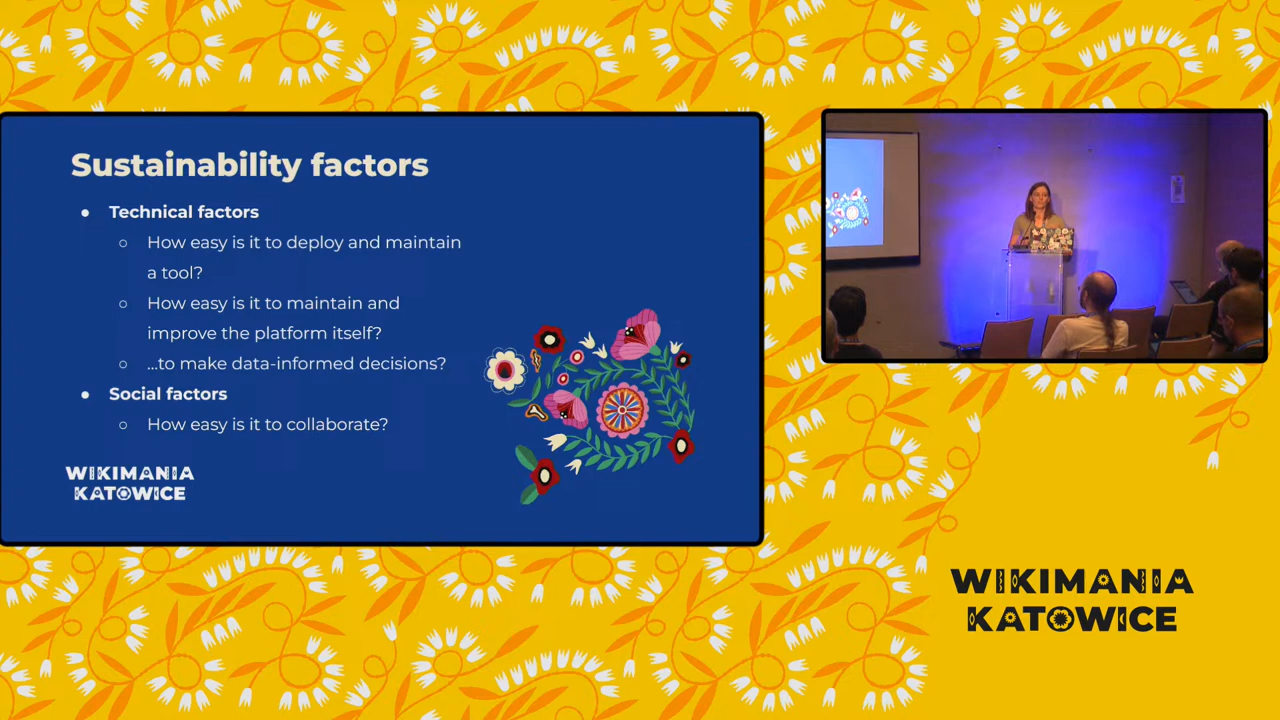 Sustainability factors
● Technical factors
○ How easy is it to deploy and maintain
a tool?
○ How easy is it to maintain and
improve the platform itself?
○ ...to make data-informed decisions?
● Social factors
○ How easy is it to collaborate?
WIKIMANIA
KATOWICE
WIKIMANIA
KATOWICE